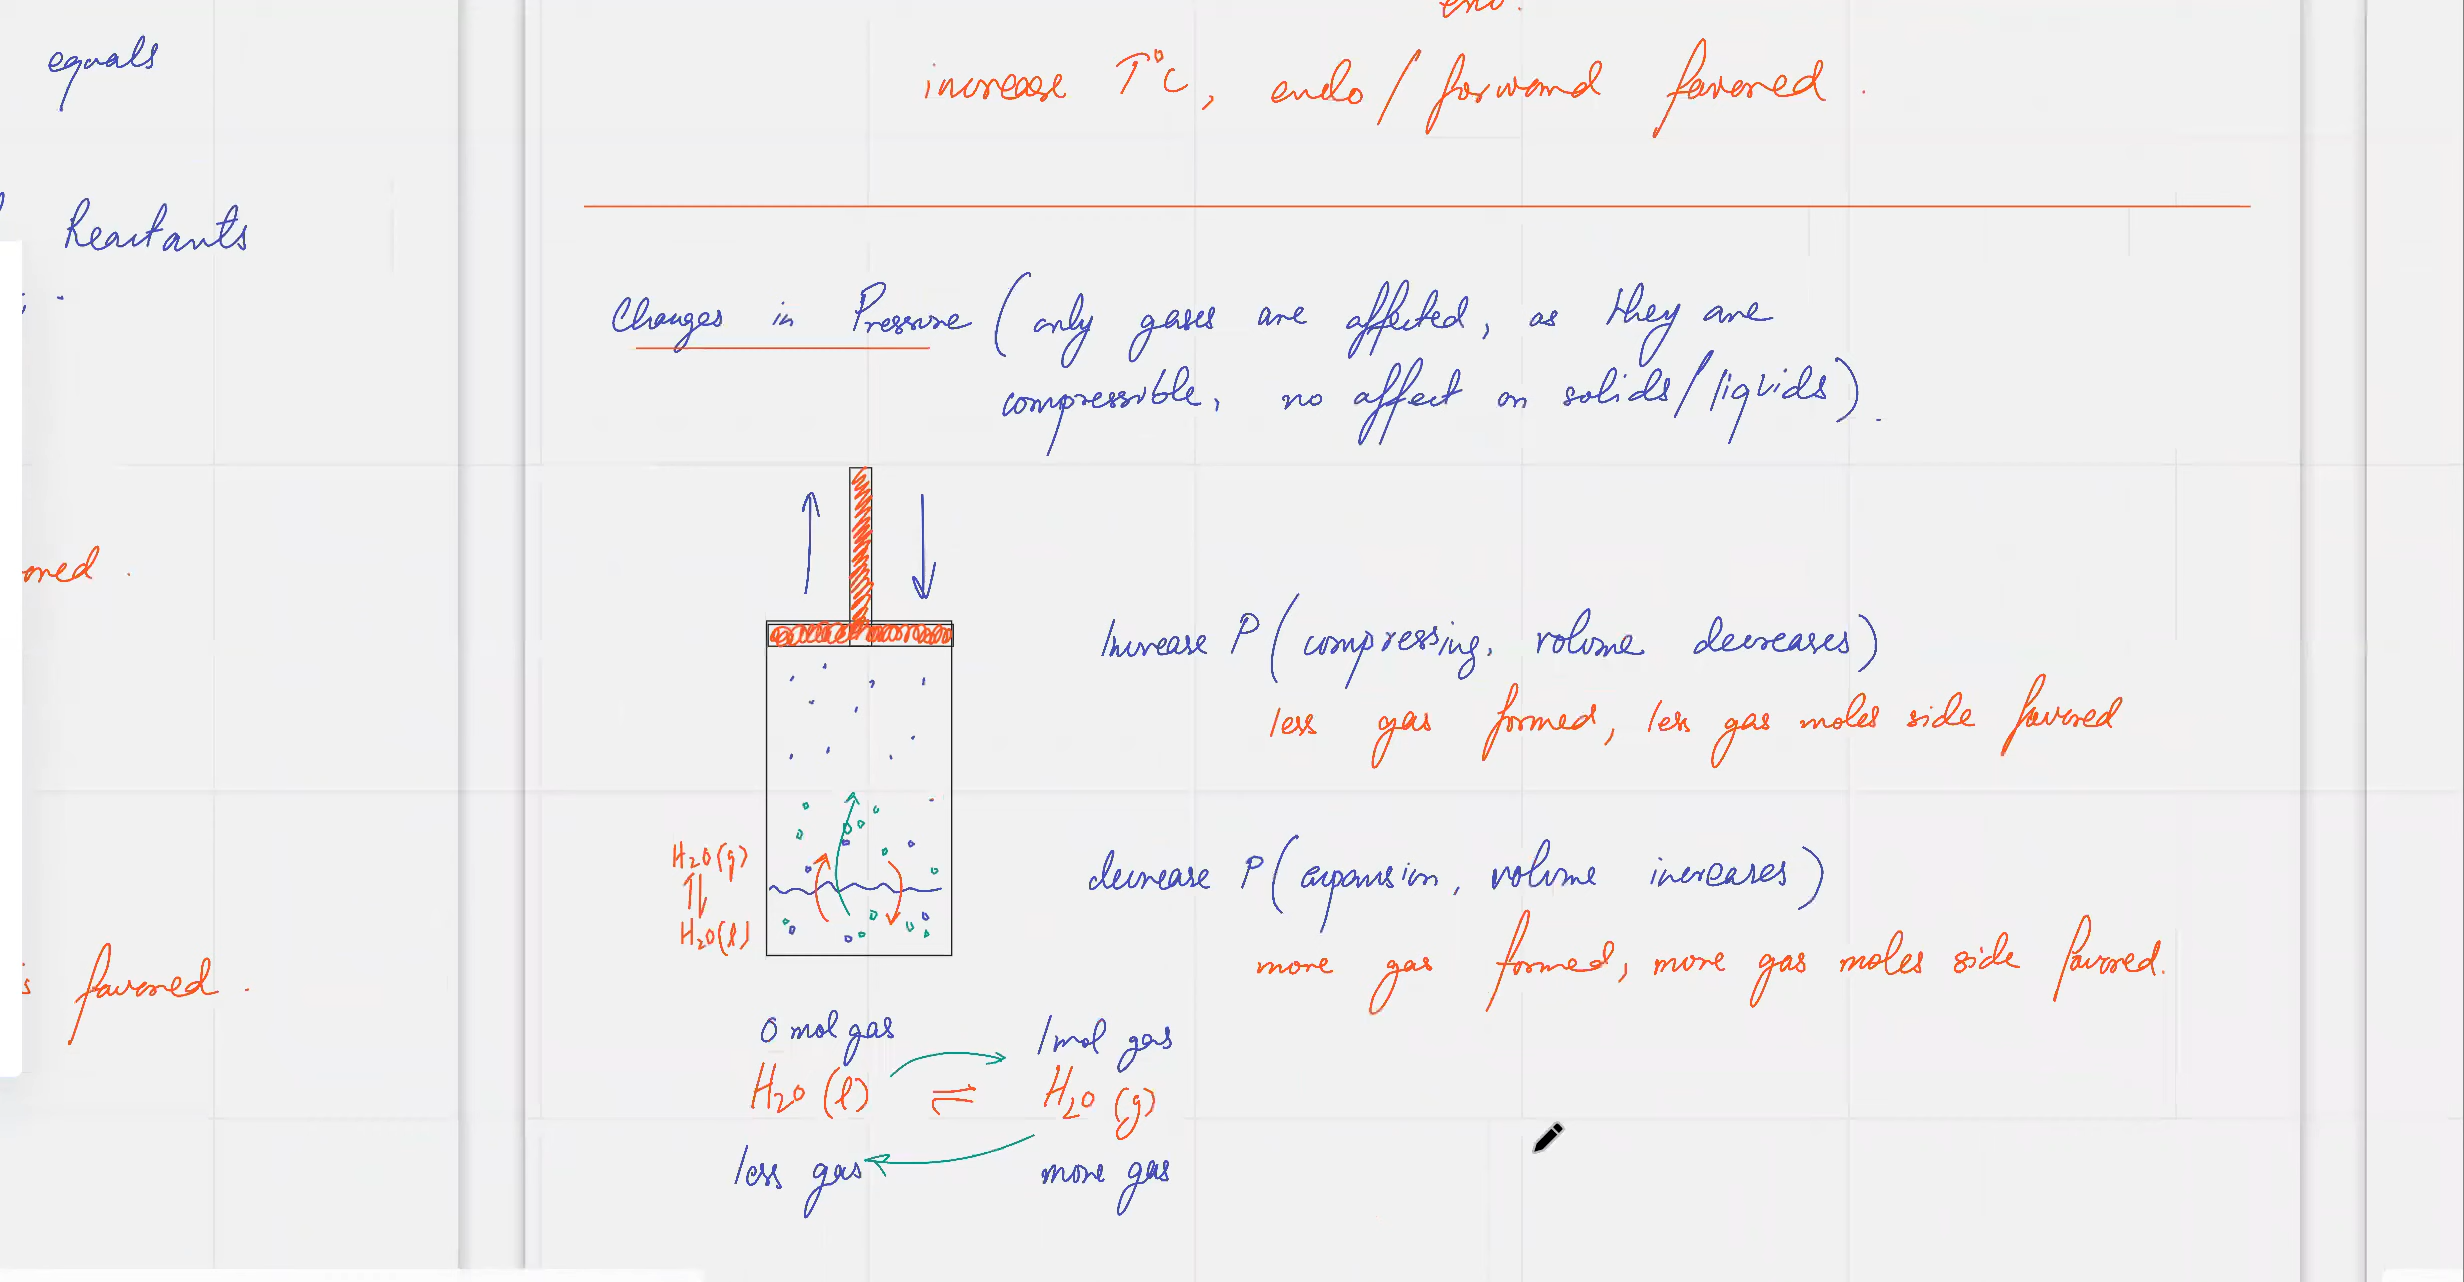 equals
Reactants
favored .
increase T°C, endo / forward favored .
Changes in Pressure (only gases are affected, as they are
compressible, no affect on solids/liquids).
Increase P (compressing, volume decreases)
less gas formed, less gas moles side favored
H₂O(g)
⇅
H₂O(l)
decrease P (expansion, volume increases)
more gas formed, more gas moles side favored.
0 mol gas 1 mol gas
H₂O (l) ⇌ H₂O (g)
less gas more gas